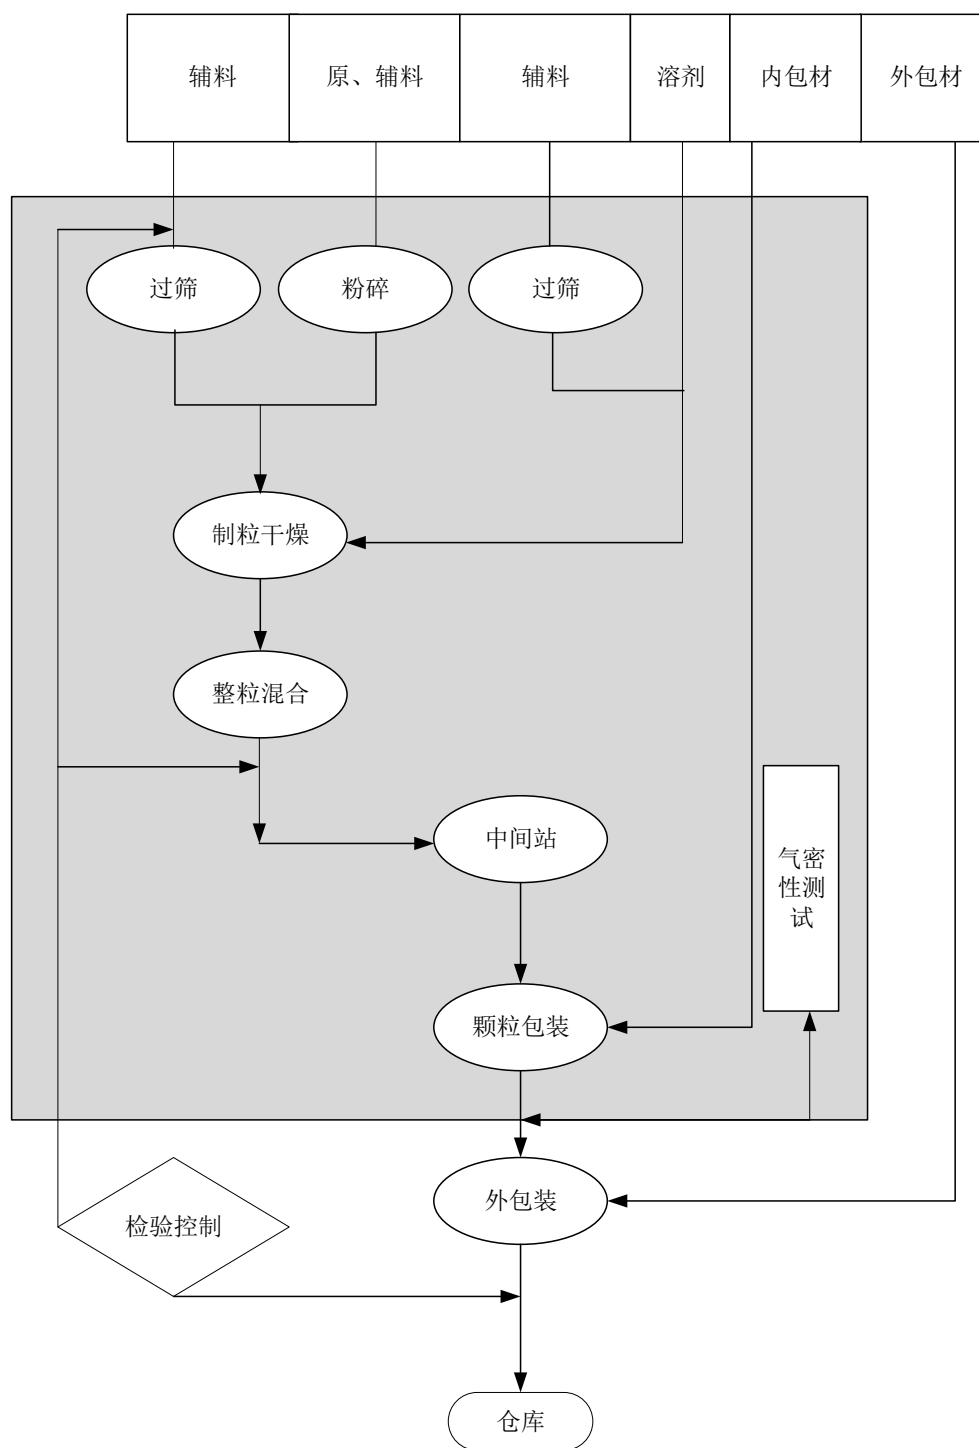 辅料
原、辅料
辅料
溶剂
内包材
外包材
过筛
粉碎
过筛
制粒干燥
整粒混合
中间站
气密
性测
试
颗粒包装
外包装
检验控制
仓库